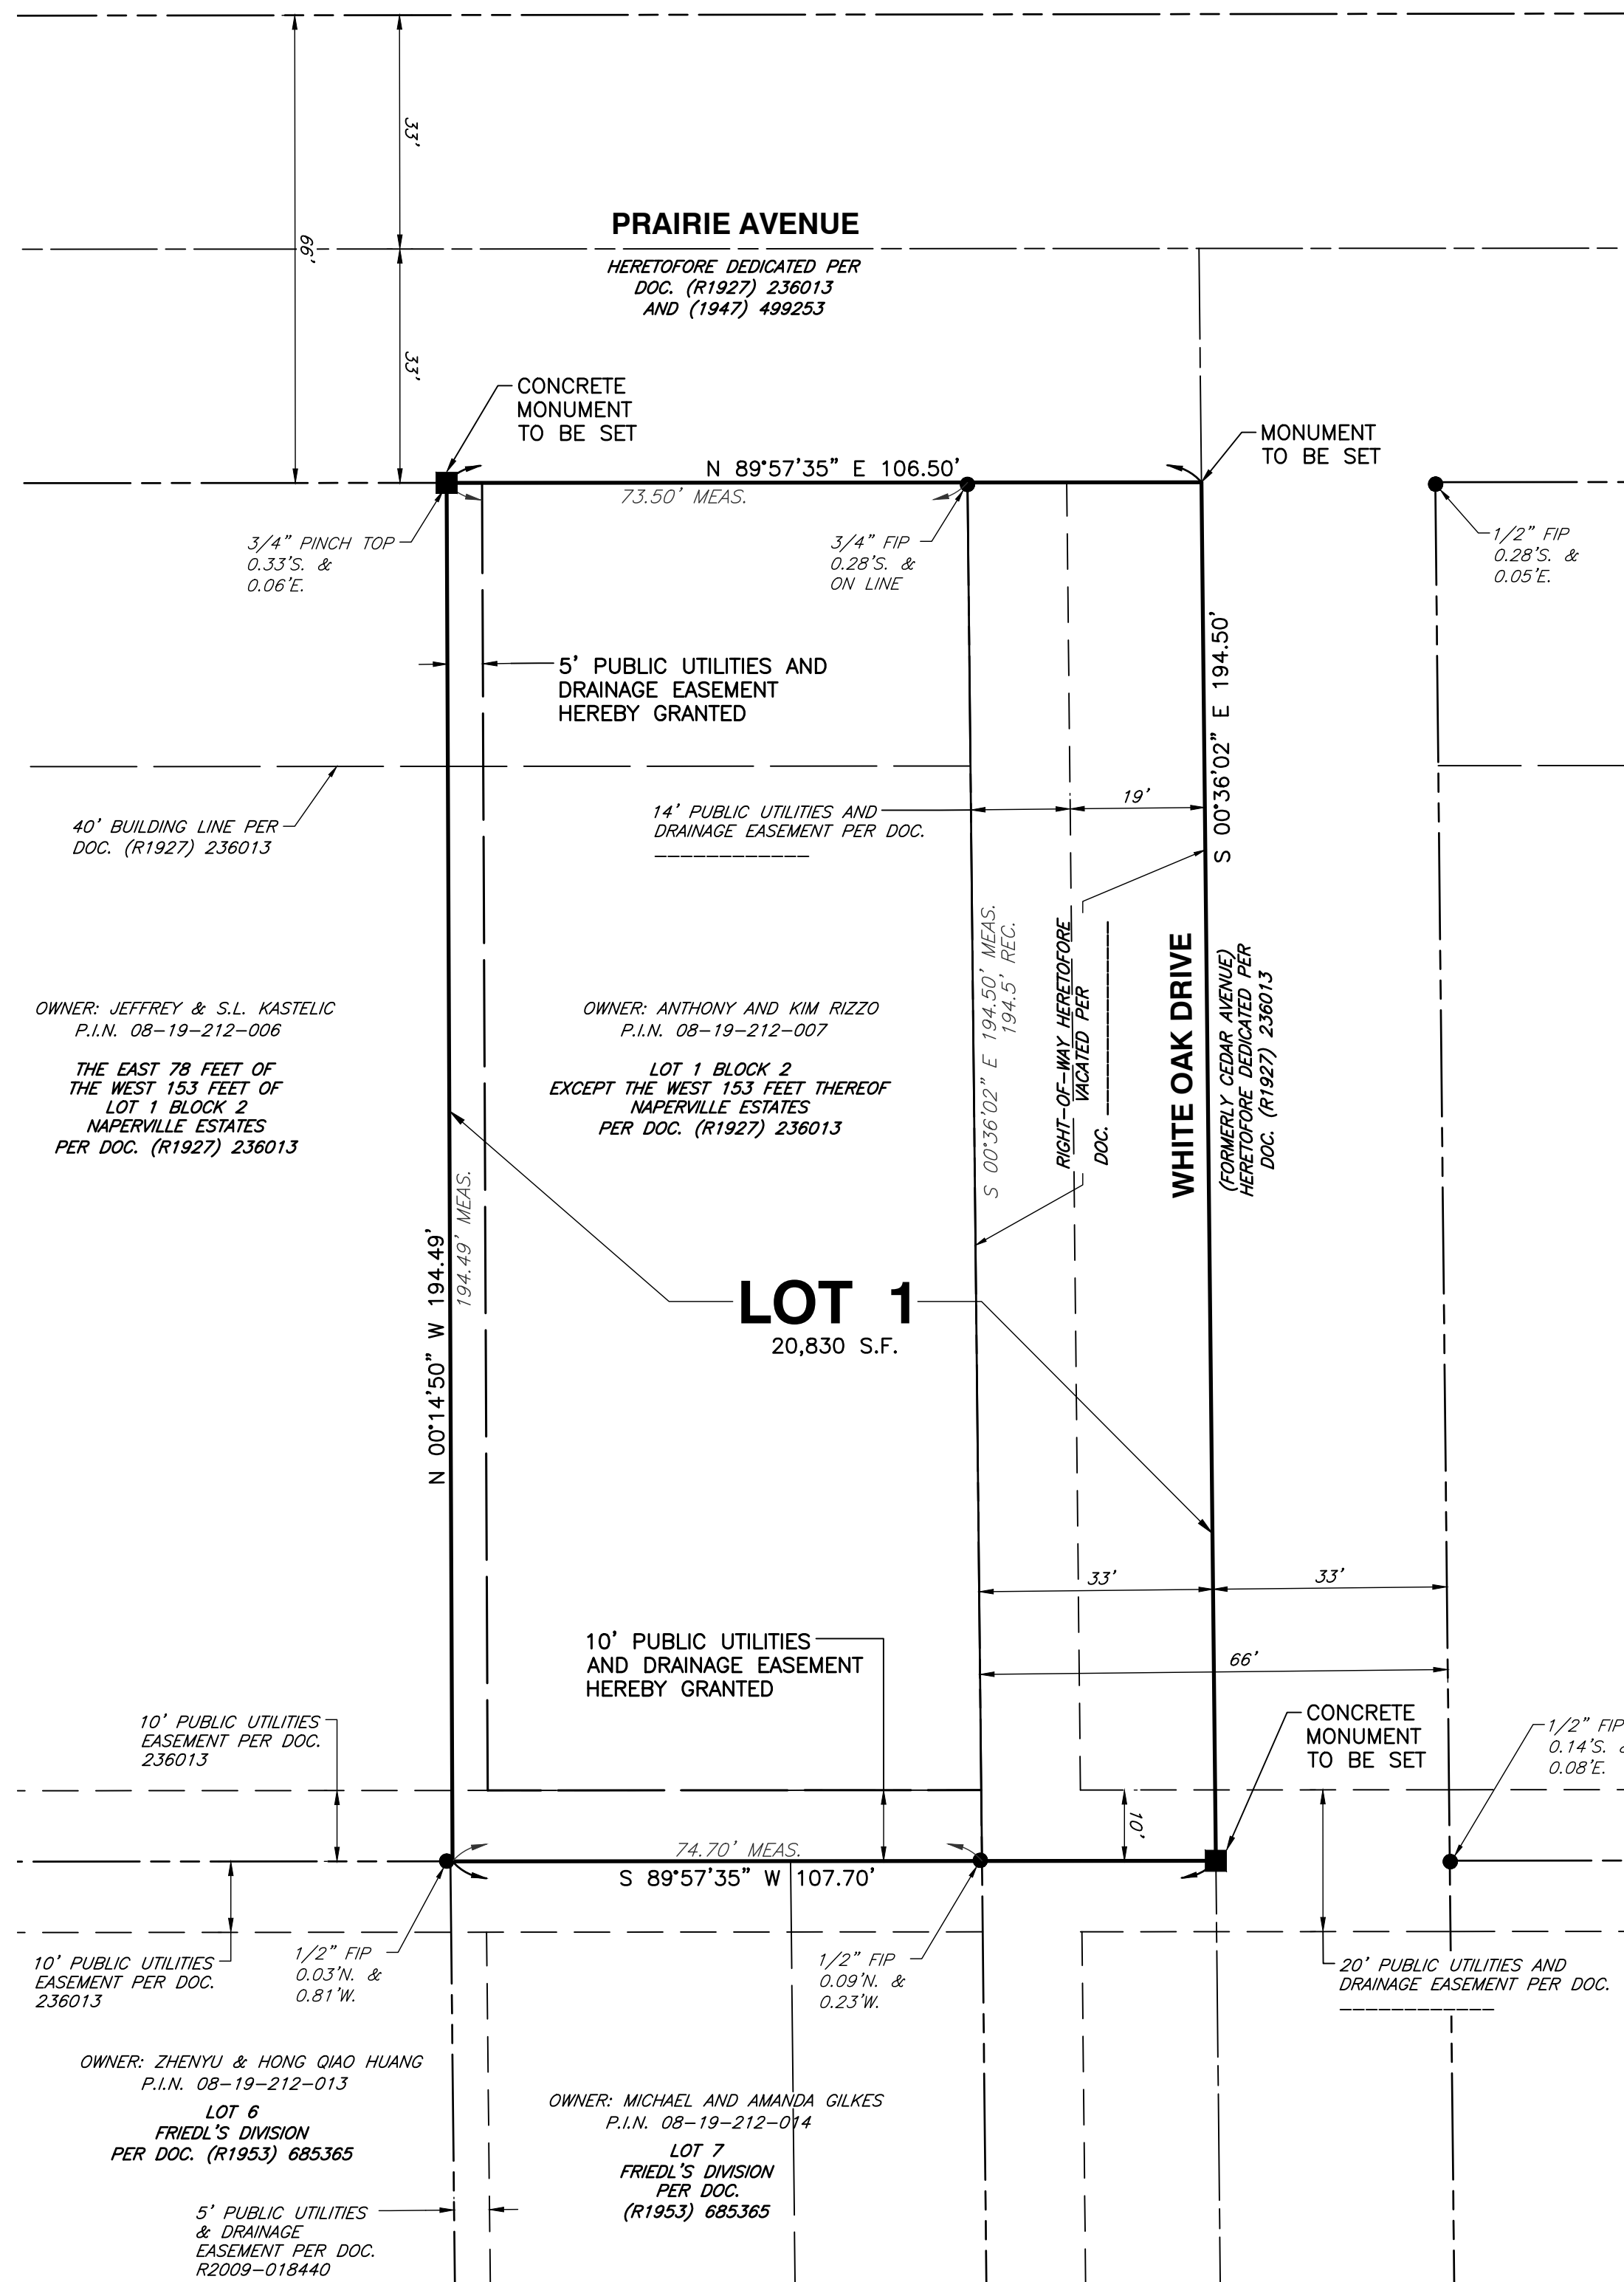 33'
66'
PRAIRIE AVENUE
HERETOFORE DEDICATED PER
DOC. (R1927) 236013
AND (1947) 499253
33'
CONCRETE
MONUMENT
TO BE SET
MONUMENT
TO BE SET
N 89°57'35" E 106.50'
73.50' MEAS.
3/4" PINCH TOP
0.33'S. &
0.06'E.
3/4" FIP
0.28'S. &
ON LINE
1/2" FIP
0.28'S. &
0.05'E.
5' PUBLIC UTILITIES AND
DRAINAGE EASEMENT
HEREBY GRANTED
S 00°36'02" E 194.50'
40' BUILDING LINE PER
DOC. (R1927) 236013
14' PUBLIC UTILITIES AND
DRAINAGE EASEMENT PER DOC.
____________
19'
S 00°36'02" E 194.50' MEAS.
194.5' REC.
RIGHT-OF-WAY HERETOFORE
VACATED PER
DOC. ____________
WHITE OAK DRIVE
(FORMERLY CEDAR AVENUE)
HERETOFORE DEDICATED PER
DOC. (R1927) 236013
OWNER: JEFFREY & S.L. KASTELIC
P.I.N. 08-19-212-006
THE EAST 78 FEET OF
THE WEST 153 FEET OF
LOT 1 BLOCK 2
NAPERVILLE ESTATES
PER DOC. (R1927) 236013
OWNER: ANTHONY AND KIM RIZZO
P.I.N. 08-19-212-007
LOT 1 BLOCK 2
EXCEPT THE WEST 153 FEET THEREOF
NAPERVILLE ESTATES
PER DOC. (R1927) 236013
N 00°14'50" W 194.49'
194.49' MEAS.
LOT 1
20,830 S.F.
33'
33'
66'
10' PUBLIC UTILITIES
AND DRAINAGE EASEMENT
HEREBY GRANTED
10' PUBLIC UTILITIES
EASEMENT PER DOC.
236013
CONCRETE
MONUMENT
TO BE SET
1/2" FIP
0.14'S. &
0.08'E.
10'
74.70' MEAS.
S 89°57'35" W 107.70'
10' PUBLIC UTILITIES
EASEMENT PER DOC.
236013
1/2" FIP
0.03'N. &
0.81'W.
1/2" FIP
0.09'N. &
0.23'W.
20' PUBLIC UTILITIES AND
DRAINAGE EASEMENT PER DOC.
____________
OWNER: ZHENYU & HONG QIAO HUANG
P.I.N. 08-19-212-013
LOT 6
FRIEDL'S DIVISION
PER DOC. (R1953) 685365
OWNER: MICHAEL AND AMANDA GILKES
P.I.N. 08-19-212-014
LOT 7
FRIEDL'S DIVISION
PER DOC.
(R1953) 685365
5' PUBLIC UTILITIES
& DRAINAGE
EASEMENT PER DOC.
R2009-018440